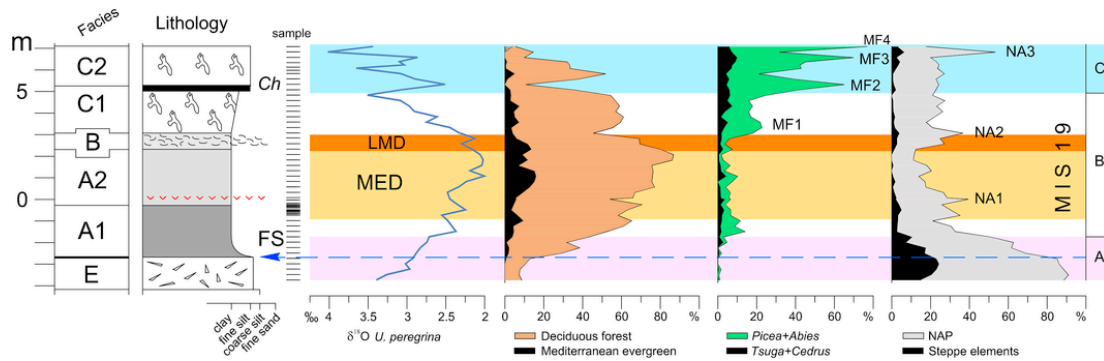 Facies
Lithology
sample
m
C2
5
C1
B
A2
0
A1
E
Ch
FS
clay
fine silt
coarse silt
fine sand
LMD
MED
‰ 4 3.5 3 2.5 2
δ18O U. peregrina
0 20 40 60 80 %
Deciduous forest
Mediterranean evergreen
MF4
MF3
MF2
MF1
0 20 40 60 80 %
Picea+Abies
Tsuga+Cedrus
NA3
NA2
NA1
0 20 40 60 80 %
NAP
Steppe elements
MIS 19
C
B
A